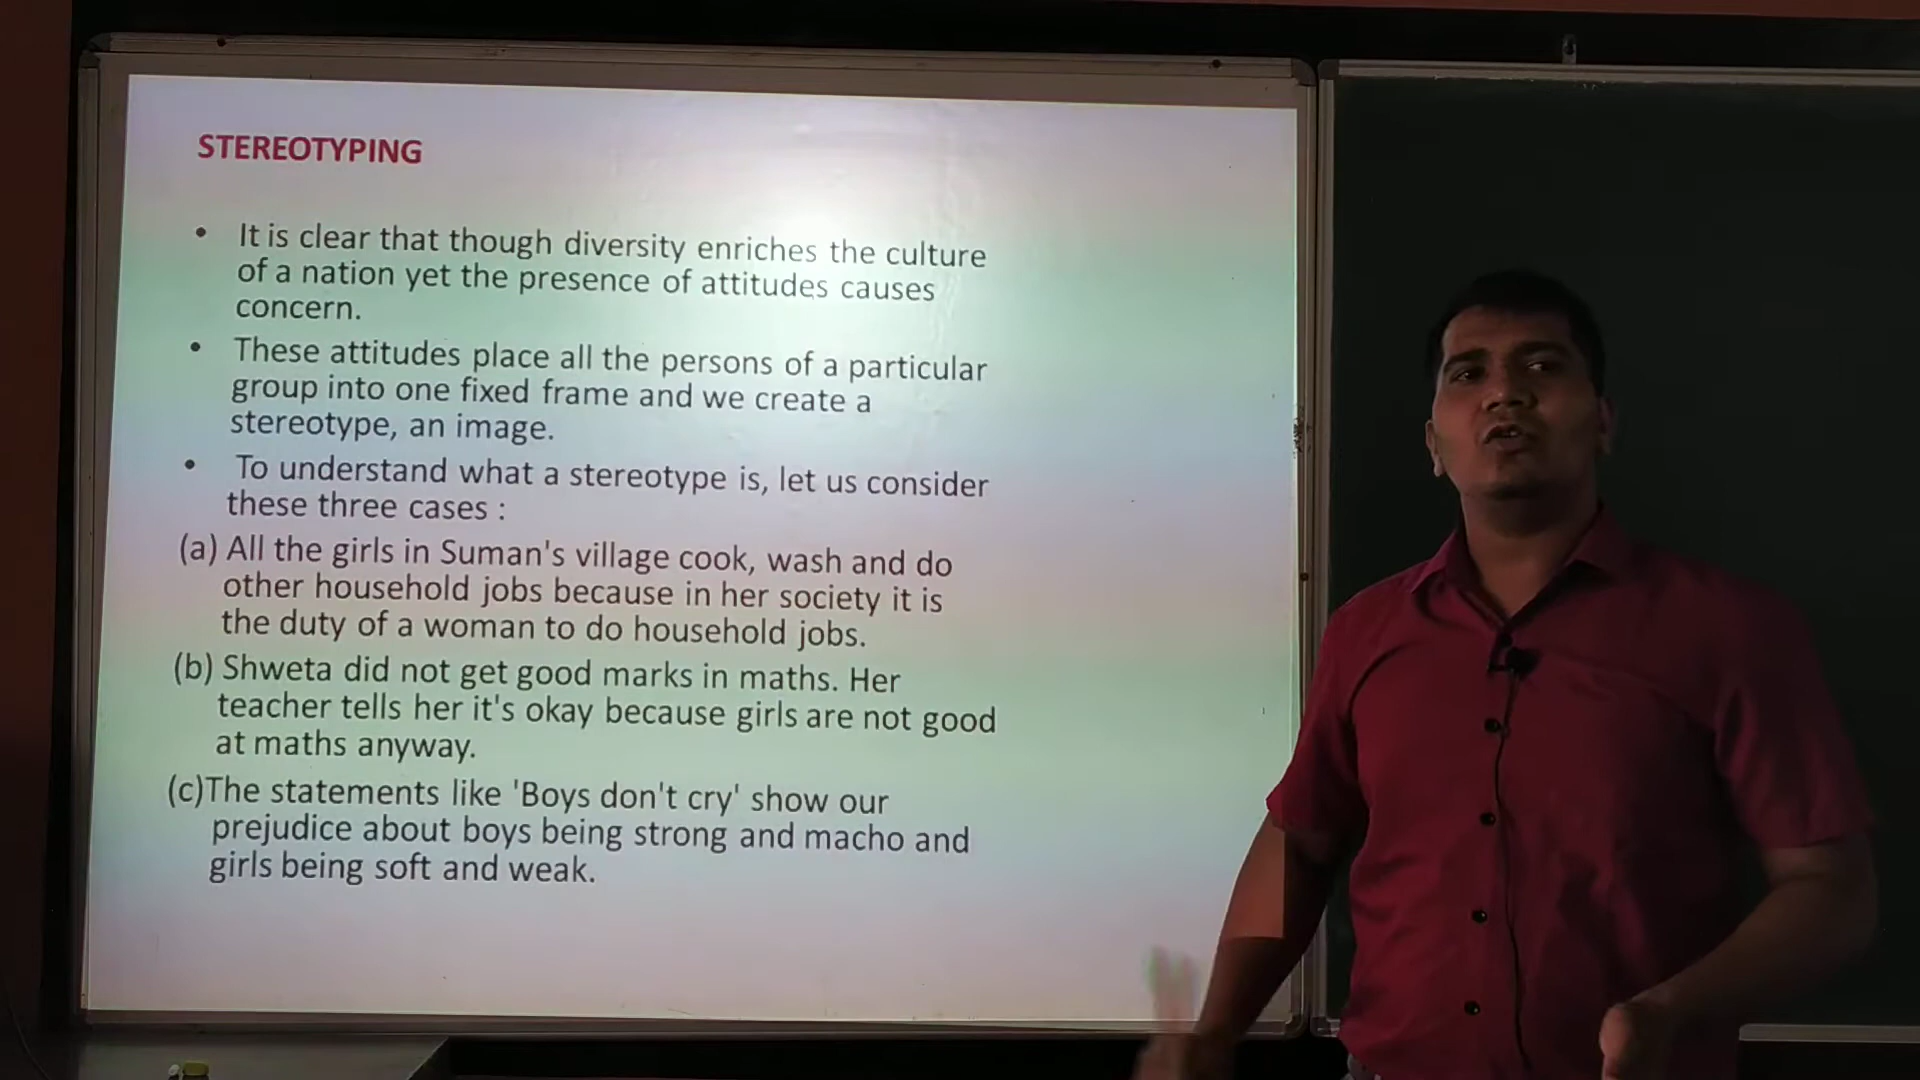 STEREOTYPING
• It is clear that though diversity enriches the culture
of a nation yet the presence of attitudes causes
concern.
• These attitudes place all the persons of a particular
group into one fixed frame and we create a
stereotype, an image.
• To understand what a stereotype is, let us consider
these three cases :
(a) All the girls in Suman's village cook, wash and do
other household jobs because in her society it is
the duty of a woman to do household jobs.
(b) Shweta did not get good marks in maths. Her
teacher tells her it's okay because girls are not good
at maths anyway.
(c)The statements like 'Boys don't cry' show our
prejudice about boys being strong and macho and
girls being soft and weak.